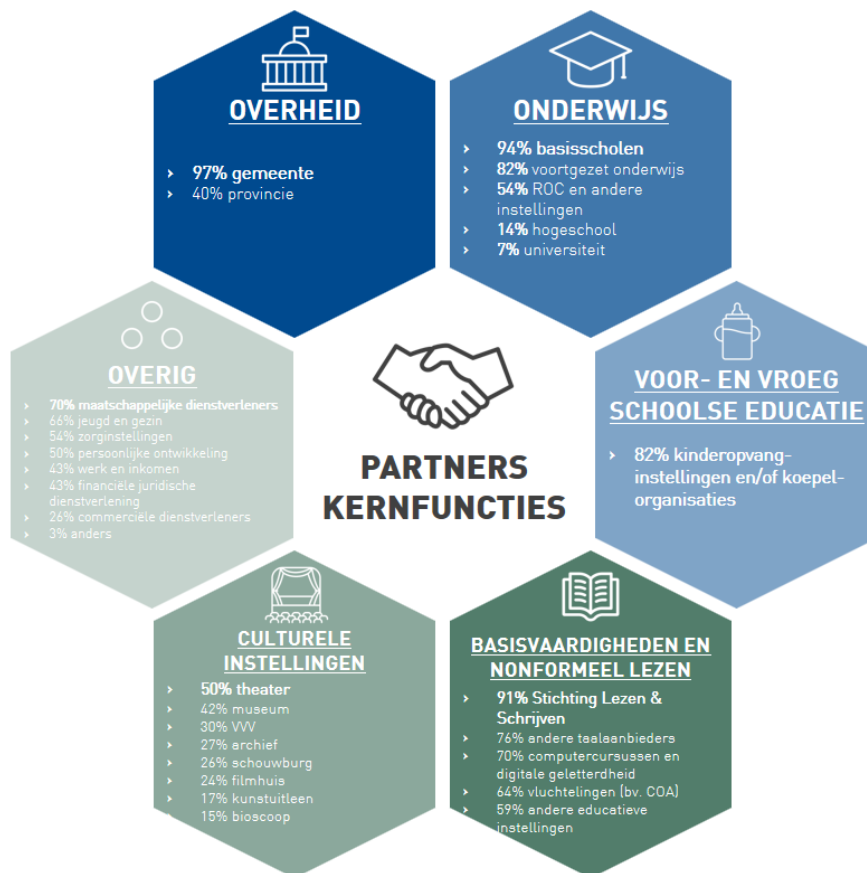 OVERHEID
› 97% gemeente
› 40% provincie
ONDERWIJS
› 94% basisscholen
› 82% voortgezet onderwijs
› 54% ROC en andere
instellingen
› 14% hogeschool
› 7% universiteit
OVERIG
› 70% maatschappelijke dienstverleners
› 66% jeugd en gezin
› 54% zorginstellingen
› 50% persoonlijke ontwikkeling
› 43% werk en inkomen
› 43% financiële juridische
dienstverlening
› 26% commerciële dienstverleners
› 3% anders
PARTNERS
KERNFUNCTIES
VOOR- EN VROEG
SCHOOLSE EDUCATIE
› 82% kinderopvang-
instellingen en/of koepel-
organisaties
CULTURELE
INSTELLINGEN
› 50% theater
› 42% museum
› 30% VVV
› 27% archief
› 26% schouwburg
› 24% filmhuis
› 17% kunstuitleen
› 15% bioscoop
BASISVAARDIGHEDEN EN
NONFORMEEL LEZEN
› 91% Stichting Lezen &
Schrijven
› 76% andere taalaanbieders
› 70% computercursussen en
digitale geletterdheid
› 64% vluchtelingen (bv. COA)
› 59% andere educatieve
instellingen